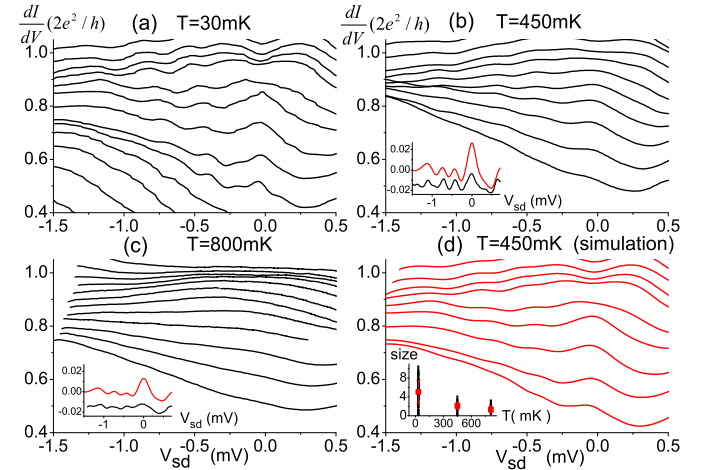 dI/dV (2e²/h) (a) T=30mK
1.0
0.8
0.6
0.4
-1.5 -1.0 -0.5 0.0 0.5
dI/dV (2e²/h) (b) T=450mK
1.0
0.8
0.6
0.4
0.02
0.00
-0.02
-1 0 V_sd (mV)
-1.5 -1.0 -0.5 0.0 0.5
(c) T=800mK
1.0
0.8
0.6
0.4
0.02
0.00
-0.02
-1 0 V_sd (mV)
-1.5 -1.0 -0.5 0.0 0.5
V_sd (mV)
(d) T=450mK (simulation)
1.0
0.8
0.6
0.4
size
8
4
0
0 300 600 T( mK )
-1.5 -1.0 -0.5 0.0 0.5
V_sd (mV)